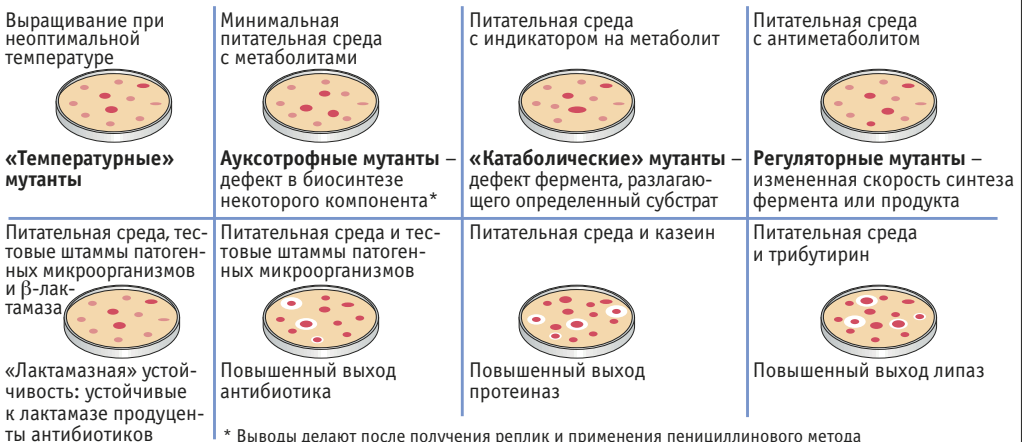 Выращивание при
неоптимальной
температуре
«Температурные»
мутанты
Минимальная
питательная среда
с метаболитами
Ауксотрофные мутанты –
дефект в биосинтезе
некоторого компонента*
Питательная среда
с индикатором на метаболит
«Катаболические» мутанты –
дефект фермента, разлагаю-
щего определенный субстрат
Питательная среда
с антиметаболитом
Регуляторные мутанты –
измененная скорость синтеза
фермента или продукта
Питательная среда, тес-
товые штаммы патоген-
ных микроорганизмов
и β-лак-
тамаза
«Лактамазная» устой-
чивость: устойчивые
к лактамазе продуцен-
ты антибиотиков
Питательная среда и тес-
товые штаммы патоген-
ных микроорганизмов
Повышенный выход
антибиотика
Питательная среда и казеин
Повышенный выход
протеиназ
Питательная среда
и трибутирин
Повышенный выход липаз
* Выводы делают после получения реплик и применения пенициллинового метода